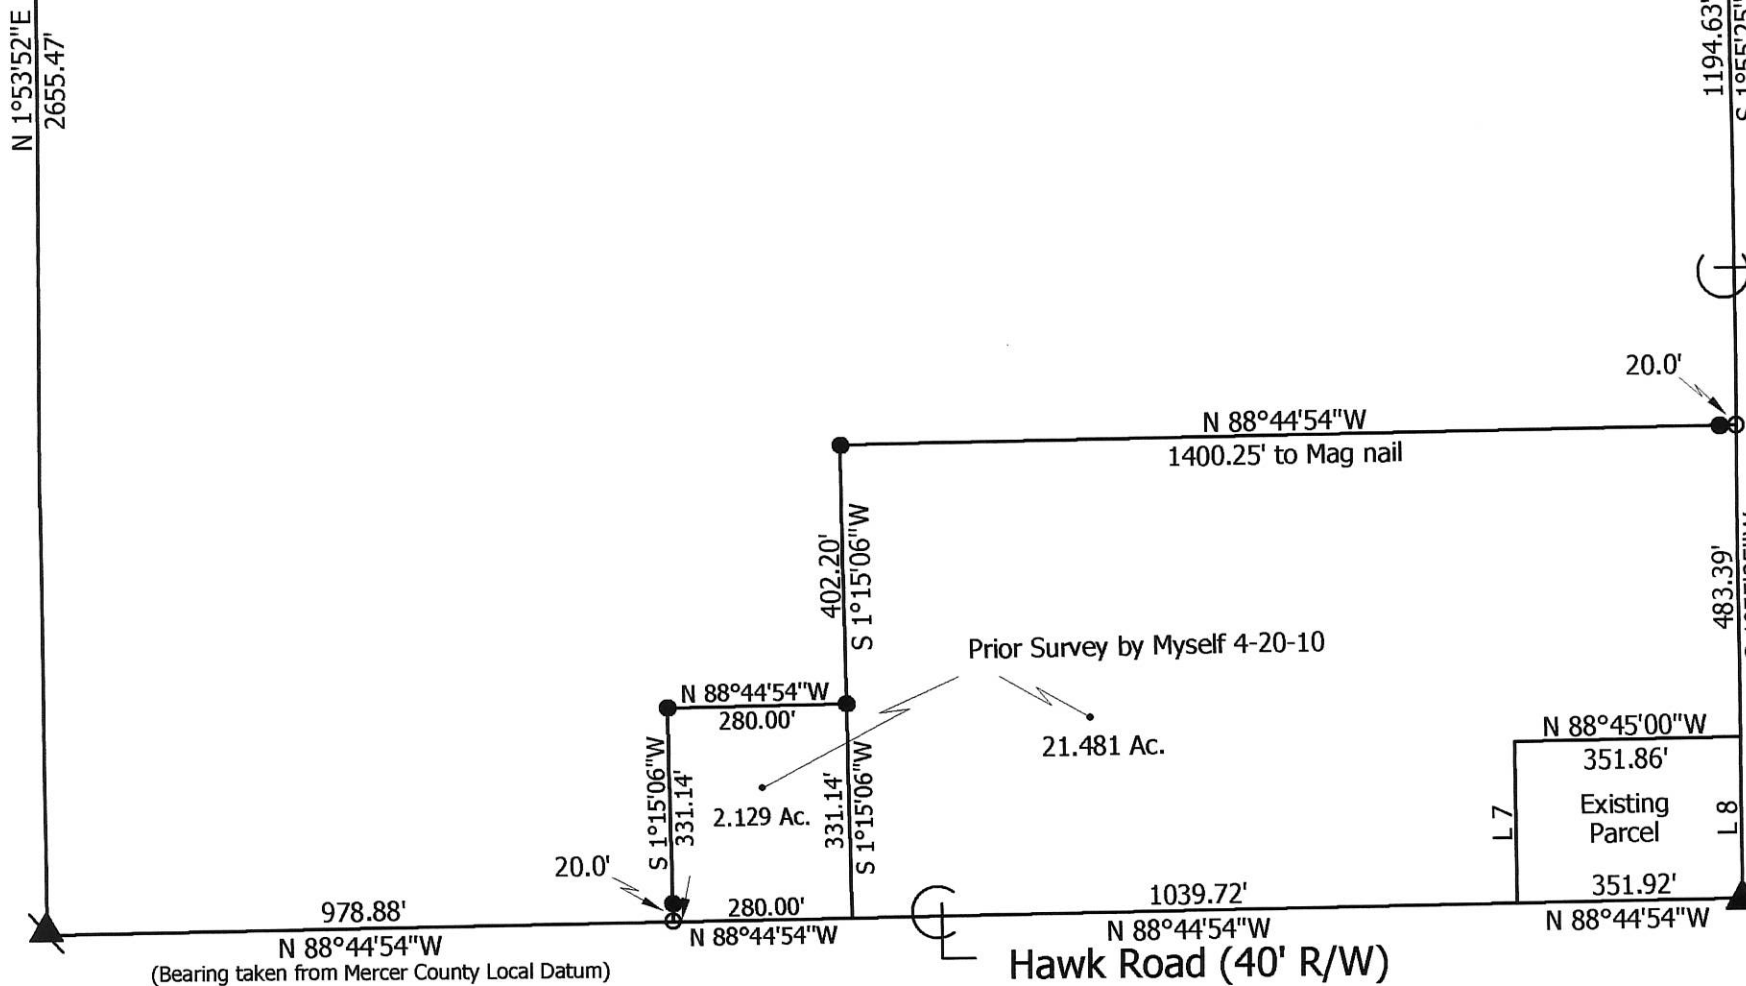 N 1°53'52"E
2655.47'
1194.63'
20.0'
N 88°44'54"W
1400.25' to Mag nail
402.20'
S 1°15'06"W
483.39'
Prior Survey by Myself 4-20-10
N 88°44'54"W
280.00'
21.481 Ac.
N 88°45'00"W
351.86'
S 1°15'06"W
331.14'
2.129 Ac.
331.14'
S 1°15'06"W
L 7
Existing
Parcel
L 8
20.0'
978.88'
280.00'
1039.72'
351.92'
N 88°44'54"W
N 88°44'54"W
N 88°44'54"W
N 88°44'54"W
(Bearing taken from Mercer County Local Datum)
Hawk Road (40' R/W)